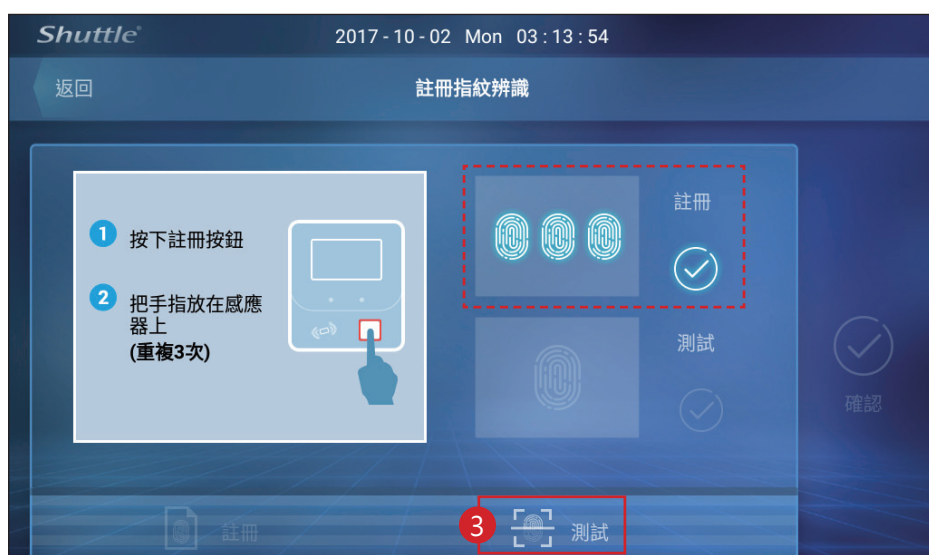 Shuttle
2017-10-02 Mon 03:13:54
返回
註冊指紋辨識
1 按下註冊按鈕
2 把手指放在感應
器上
(重複3次)
註冊
測試
確認
註冊
3 測試